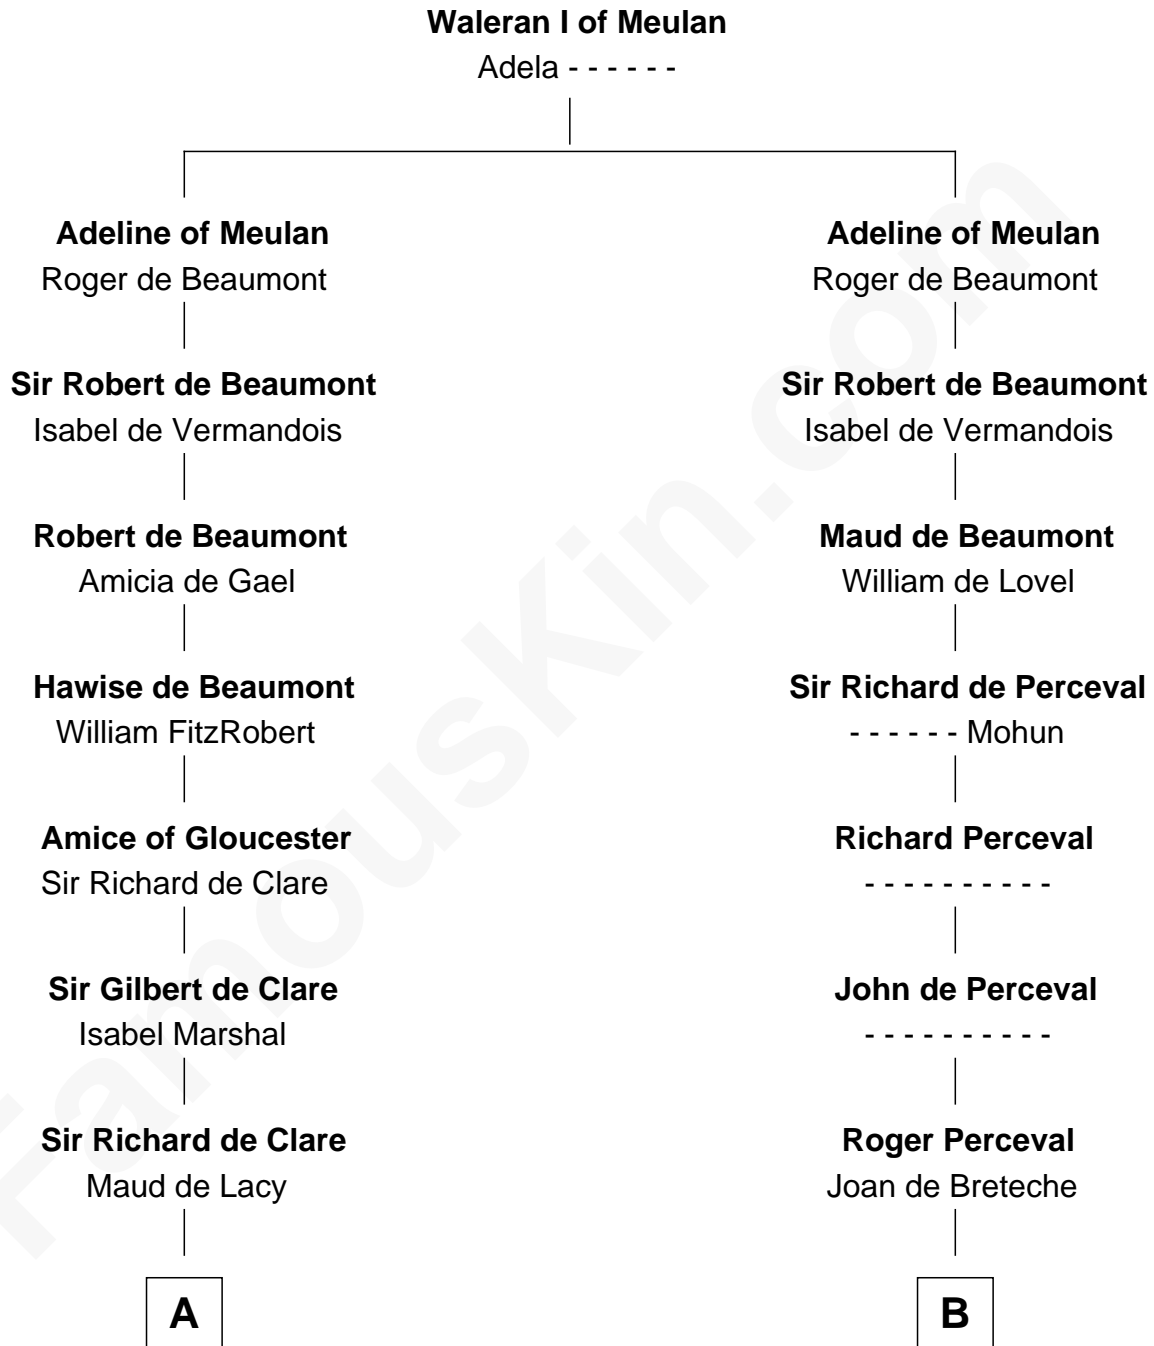 Waleran I of Meulan
Adela - - - - - -
Adeline of Meulan
Roger de Beaumont
Adeline of Meulan
Roger de Beaumont
Sir Robert de Beaumont
Isabel de Vermandois
Sir Robert de Beaumont
Isabel de Vermandois
Robert de Beaumont
Amicia de Gael
Maud de Beaumont
William de Lovel
Hawise de Beaumont
William FitzRobert
Sir Richard de Perceval
- - - - - - Mohun
Amice of Gloucester
Sir Richard de Clare
Richard Perceval
- - - - - - - - - -
Sir Gilbert de Clare
Isabel Marshal
John de Perceval
- - - - - - - - - -
Sir Richard de Clare
Maud de Lacy
Roger Perceval
Joan de Breteche
A
B
FamousKin.com